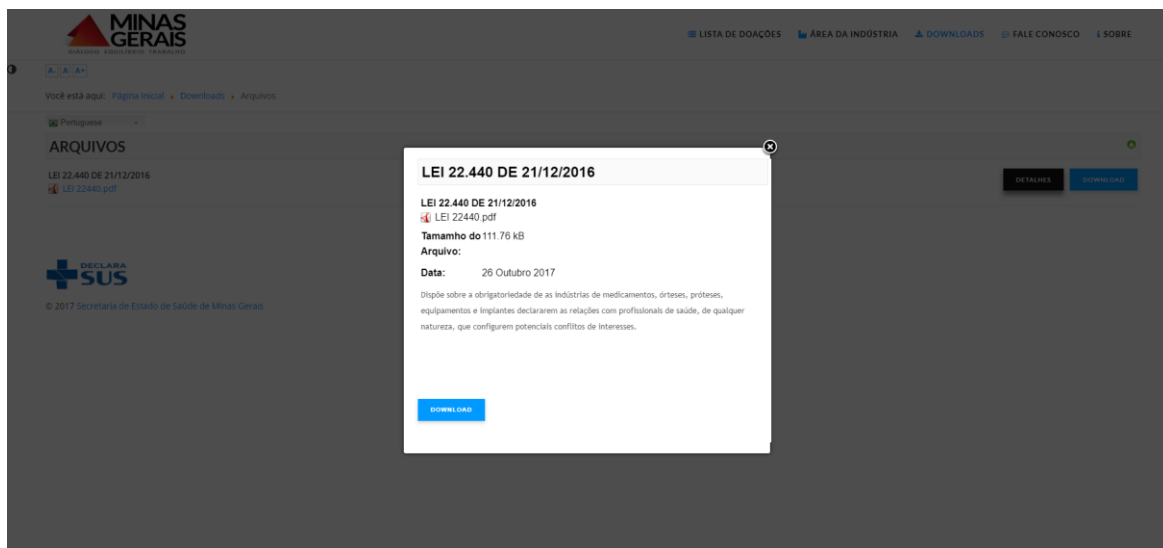 MINAS
GERAIS
DIÁLOGO EQUILÍBRIO TRABALHO
LISTA DE DOAÇÕES ÁREA DA INDÚSTRIA DOWNLOADS FALE CONOSCO SOBRE
A- A A+
Você está aqui: Página Inicial Downloads Arquivos
Portuguese
ARQUIVOS
LEI 22.440 DE 21/12/2016
LEI 22440.pdf
DETALHES DOWNLOAD
LEI 22.440 DE 21/12/2016
LEI 22.440 DE 21/12/2016
LEI 22440.pdf
Tamamho do 111.76 kB
Arquivo:
Data: 26 Outubro 2017
Dispõe sobre a obrigatoriedade de as indústrias de medicamentos, órteses, próteses,
equipamentos e implantes declararem as relações com profissionais de saúde, de qualquer
natureza, que configurem potenciais conflitos de interesses.
DOWNLOAD
DECLARA
SUS
© 2017 Secretaria de Estado de Saúde de Minas Gerais